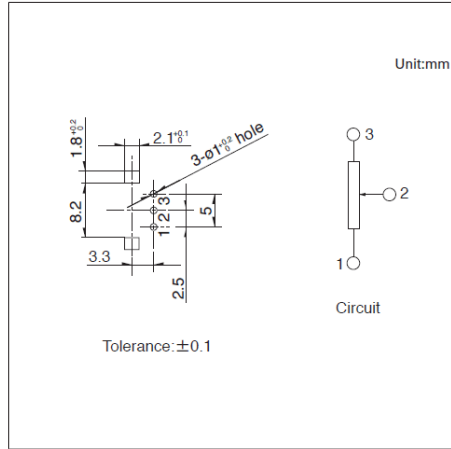 Unit:mm
1.8 +0.2 0
2.1 +0.1 0
3-ø1 +0.2 0 hole
3
8.2
3
2
1
5
2
3.3
2.5
1
Circuit
Tolerance:±0.1